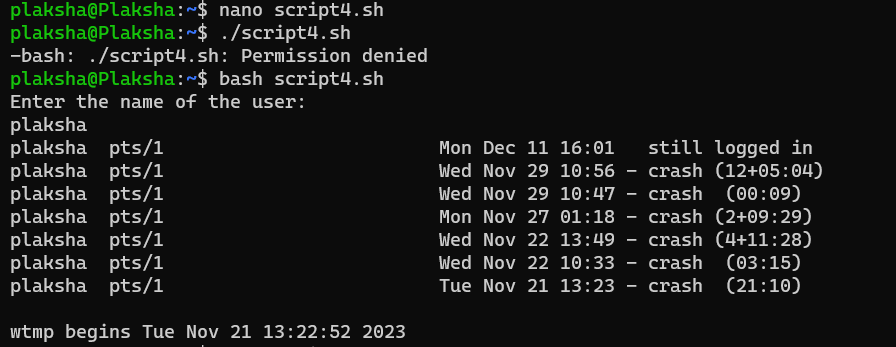 plaksha@Plaksha:~$ nano script4.sh
plaksha@Plaksha:~$ ./script4.sh
-bash: ./script4.sh: Permission denied
plaksha@Plaksha:~$ bash script4.sh
Enter the name of the user:
plaksha
plaksha  pts/1                         Mon Dec 11 16:01   still logged in
plaksha  pts/1                         Wed Nov 29 10:56 - crash (12+05:04)
plaksha  pts/1                         Wed Nov 29 10:47 - crash  (00:09)
plaksha  pts/1                         Mon Nov 27 01:18 - crash (2+09:29)
plaksha  pts/1                         Wed Nov 22 13:49 - crash (4+11:28)
plaksha  pts/1                         Wed Nov 22 10:33 - crash  (03:15)
plaksha  pts/1                         Tue Nov 21 13:23 - crash  (21:10)
wtmp begins Tue Nov 21 13:22:52 2023